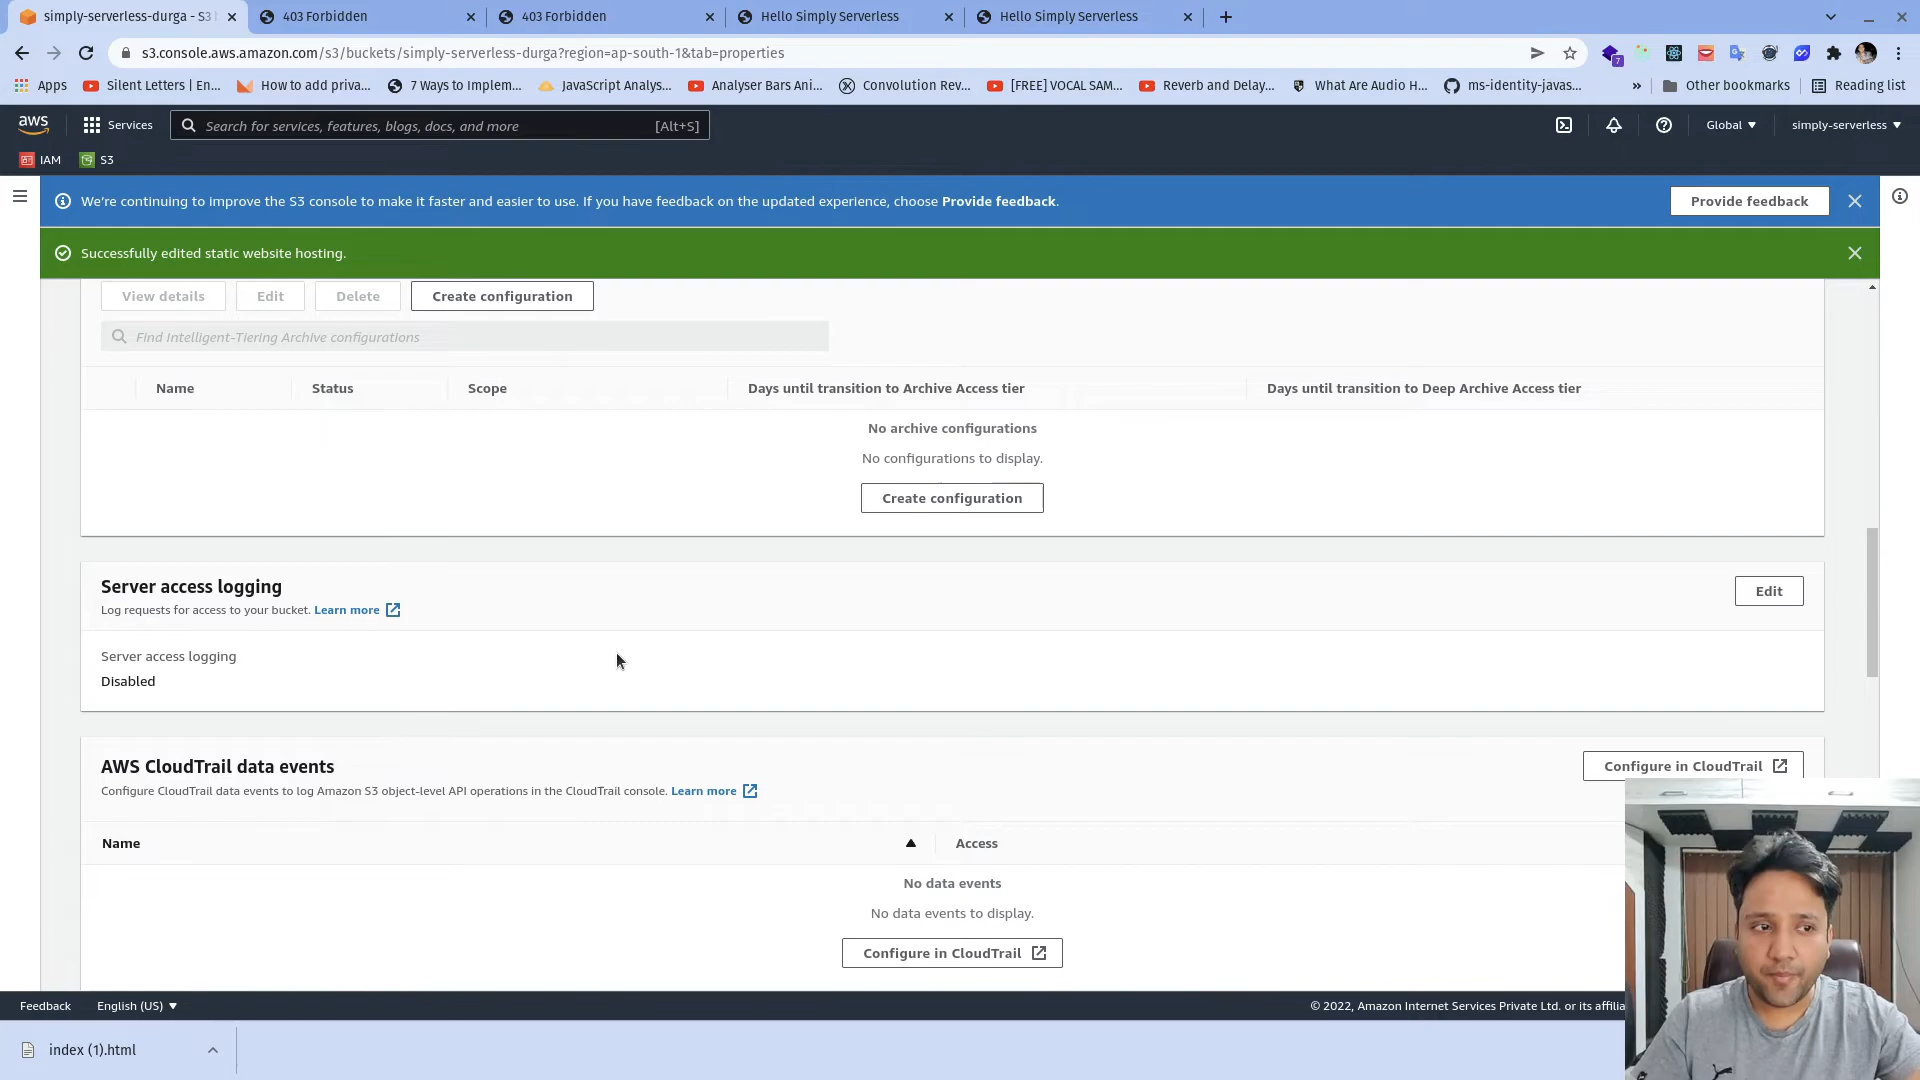 simply-serverless-durga - S3 b
403 Forbidden
403 Forbidden
Hello Simply Serverless
Hello Simply Serverless
s3.console.aws.amazon.com/s3/buckets/simply-serverless-durga?region=ap-south-1&tab=properties
7
Apps
Silent Letters | En...
How to add priva...
7 Ways to Implem...
JavaScript Analys...
Analyser Bars Ani...
Convolution Rev...
[FREE] VOCAL SAM...
Reverb and Delay...
What Are Audio H...
ms-identity-javas...
»
Other bookmarks
Reading list
aws
Services
Search for services, features, blogs, docs, and more
[Alt+S]
Global
simply-serverless
IAM
S3
We're continuing to improve the S3 console to make it faster and easier to use. If you have feedback on the updated experience, choose Provide feedback.
Provide feedback
Successfully edited static website hosting.
View details
Edit
Delete
Create configuration
Find Intelligent-Tiering Archive configurations
Name
Status
Scope
Days until transition to Archive Access tier
Days until transition to Deep Archive Access tier
No archive configurations
No configurations to display.
Create configuration
Server access logging
Edit
Log requests for access to your bucket. Learn more
Server access logging
Disabled
AWS CloudTrail data events
Configure in CloudTrail
Configure CloudTrail data events to log Amazon S3 object-level API operations in the CloudTrail console. Learn more
Name
Access
No data events
No data events to display.
Configure in CloudTrail
Feedback
English (US)
© 2022, Amazon Internet Services Private Ltd. or its affilia
index (1).html